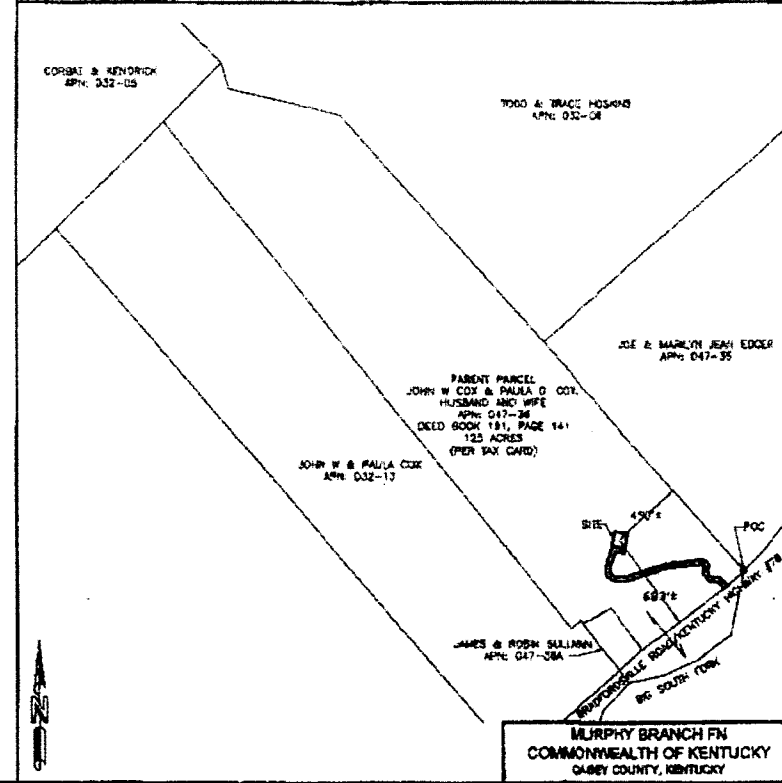 CORBAT & KENDRICK
APN: 032-05
TODD & TRACE HOSKINS
APN: 032-08
JOE & MARILYN JEAN EDGER
APN: 047-35
PARENT PARCEL
JOHN W COX & PAULA D COX,
HUSBAND AND WIFE
APN: 047-36
DEED BOOK 191, PAGE 141
125 ACRES
(PER TAX CARD)
JOHN W & PAULA COX
APN: 032-13
SITE
450'±
POC
683'±
JAMES & ROBIN
APN: 047-36A
BRADFORDSVILLE ROAD/KENTUCKY HIGHWAY #78
BIG SOUTH FORK
N
MURPHY BRANCH FN
COMMONWEALTH OF KENTUCKY
CASEY COUNTY, KENTUCKY